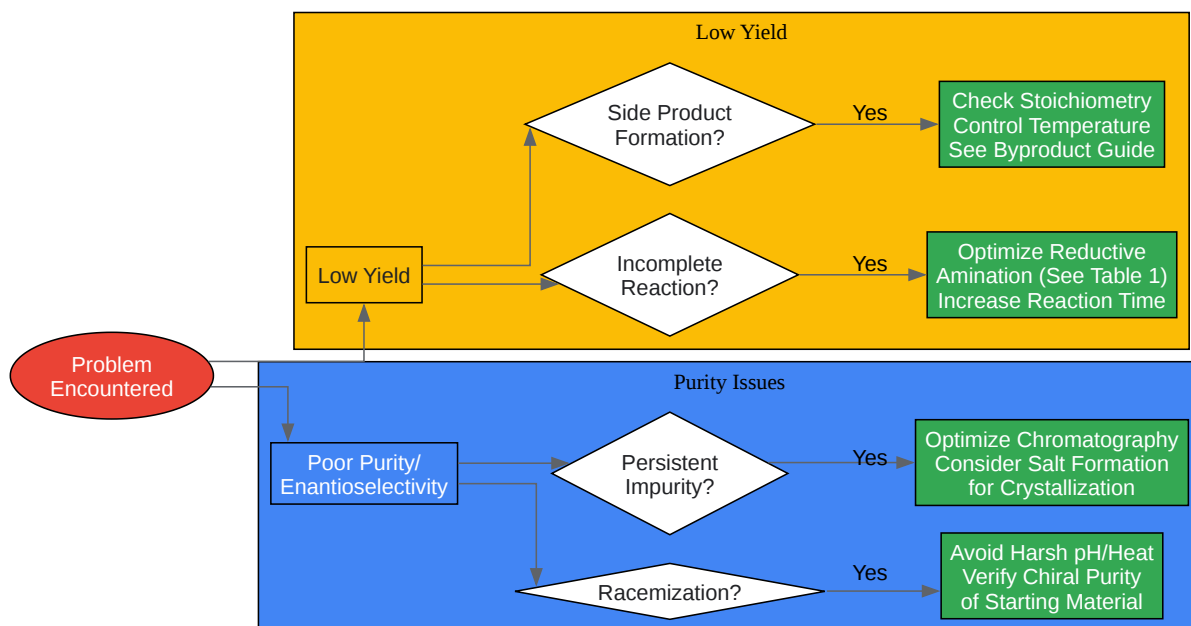 Low Yield
Side Product
Formation?
Yes
Check Stoichiometry
Control Temperature
See Byproduct Guide
Low Yield
Incomplete
Reaction?
Yes
Optimize Reductive
Amination (See Table 1)
Increase Reaction Time
Problem
Encountered
Purity Issues
Poor Purity/
Enantioselectivity
Persistent
Impurity?
Yes
Optimize Chromatography
Consider Salt Formation
for Crystallization
Racemization?
Yes
Avoid Harsh pH/Heat
Verify Chiral Purity
of Starting Material